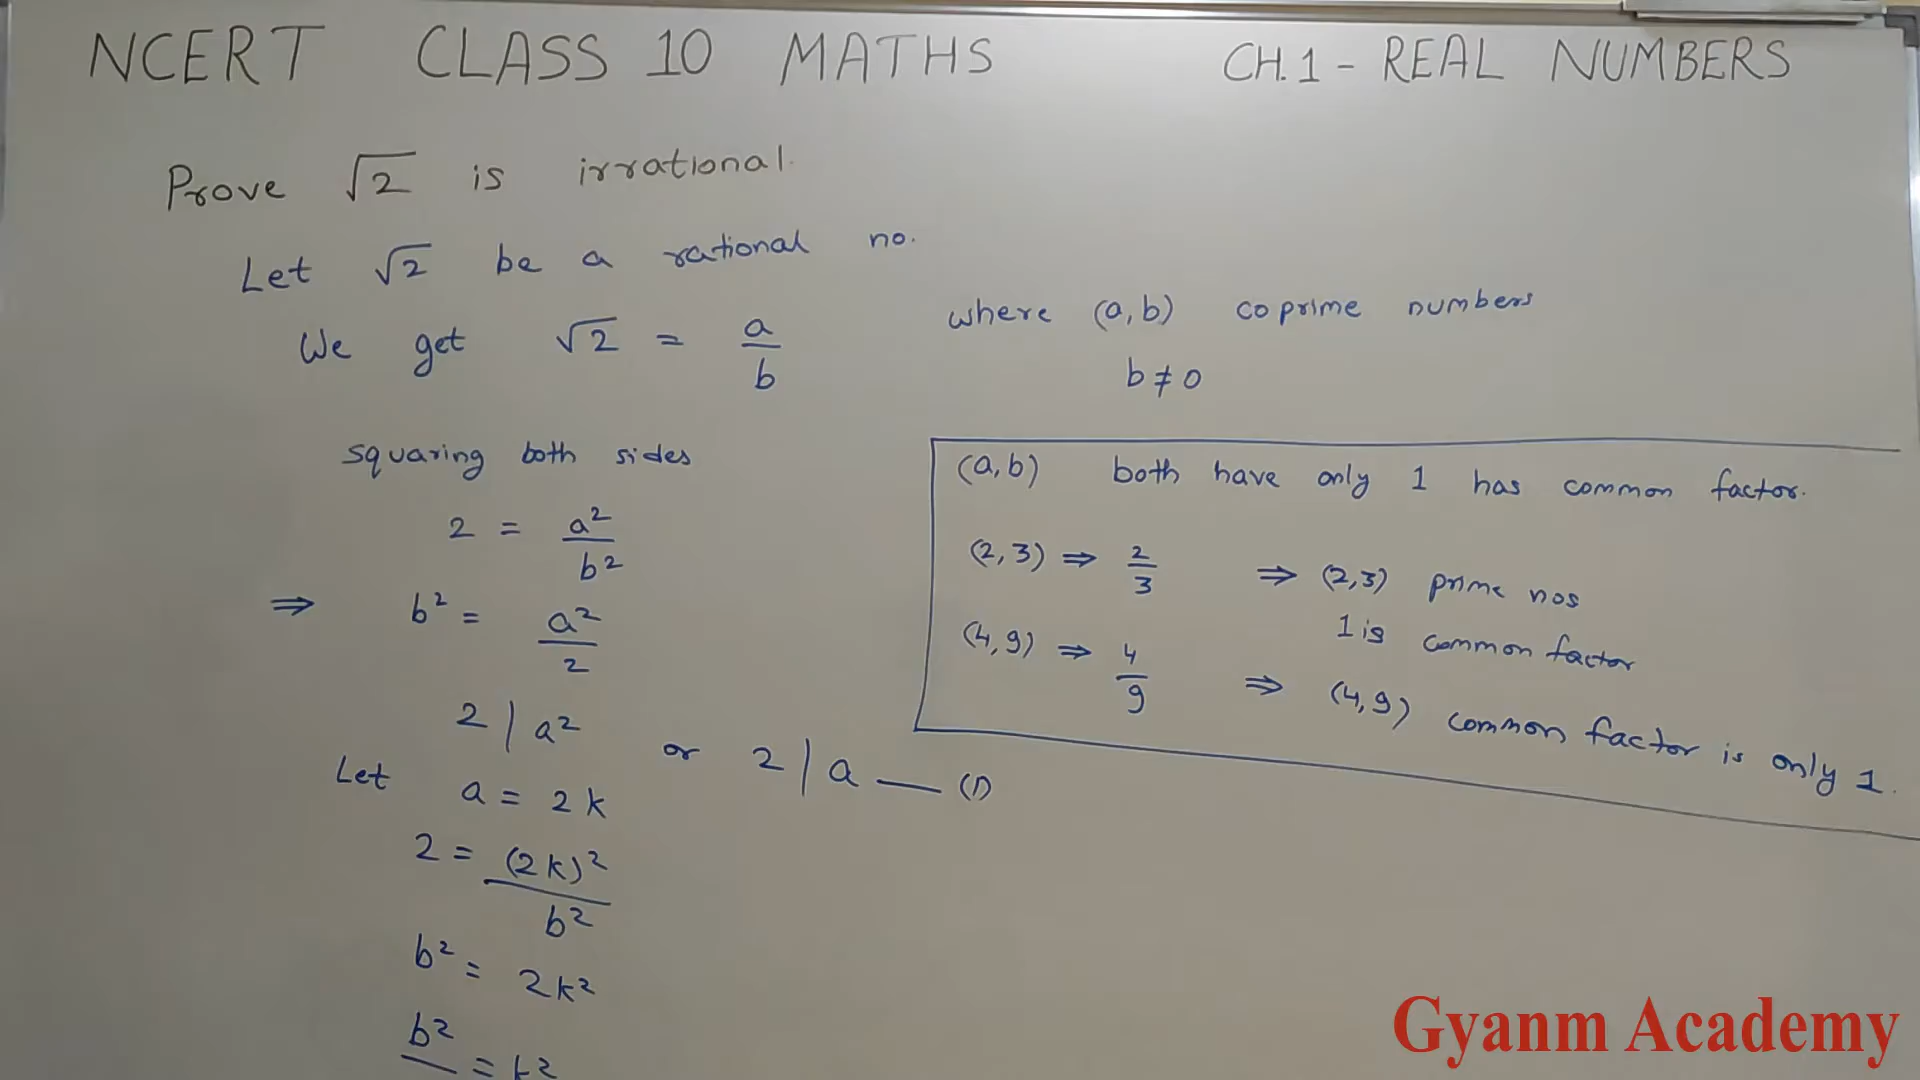 NCERT CLASS 10 MATHS CH.1 - REAL NUMBERS
Prove √2 is irrational.
Let √2 be a rational no.
We get √2 = a/b where (a,b) coprime numbers
b ≠ 0
squaring both sides
2 = a²/b²
⇒ b² = a²/2
2 | a² or 2 | a — (1)
Let a = 2k
2 = (2k)²/b²
b² = 2k²
b²/ = k²
(a,b) both have only 1 has common factor.
(2,3) ⇒ 2/3 ⇒ (2,3) prime nos
1 is common factor
(4,9) ⇒ 4/9 ⇒ (4,9) common factor is only 1.
Gyanm Academy